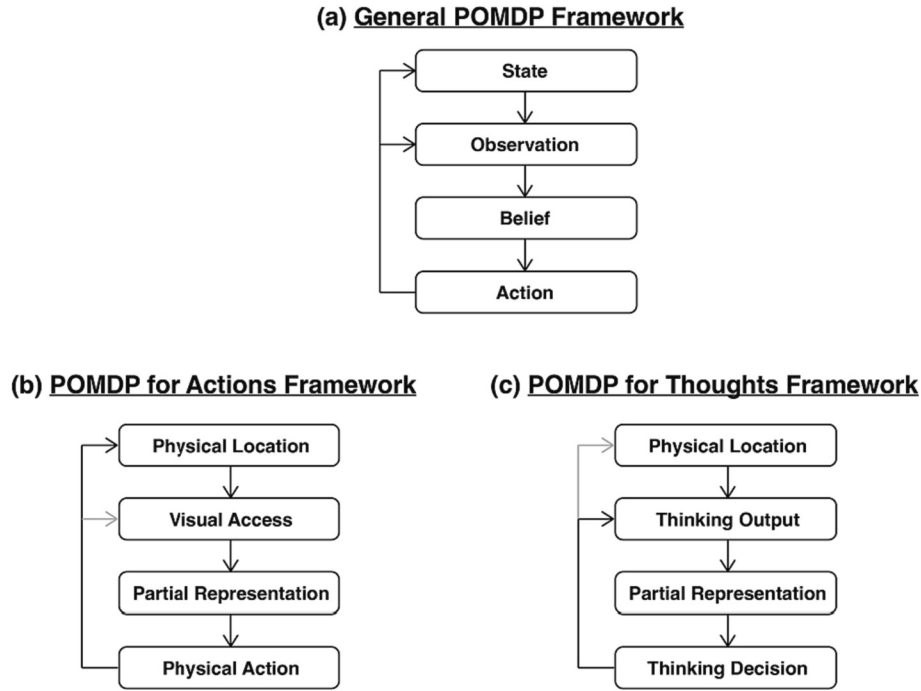 (a) General POMDP Framework
State
Observation
Belief
Action
(b) POMDP for Actions Framework
Physical Location
Visual Access
Partial Representation
Physical Action
(c) POMDP for Thoughts Framework
Physical Location
Thinking Output
Partial Representation
Thinking Decision